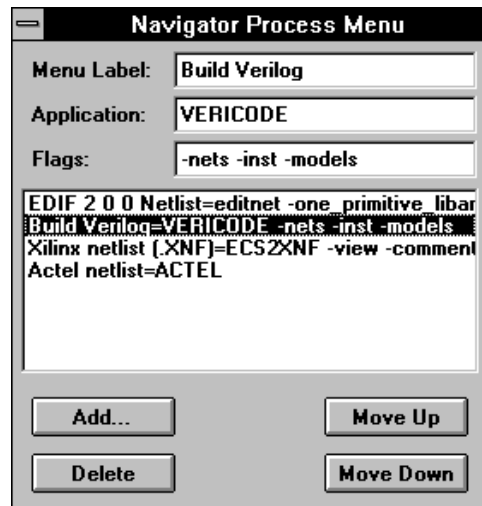 Navigator Process Menu
Menu Label: Build Verilog
Application: VERICODE
Flags: -nets -inst -models
EDIF 2 0 0 Netlist=editnet -one_primitive_libar
Build Verilog=VERICODE -nets -inst -models
Xilinx netlist (.XNF)=ECS2XNF -view -comment
Actel netlist=ACTEL
Add... Move Up
Delete Move Down